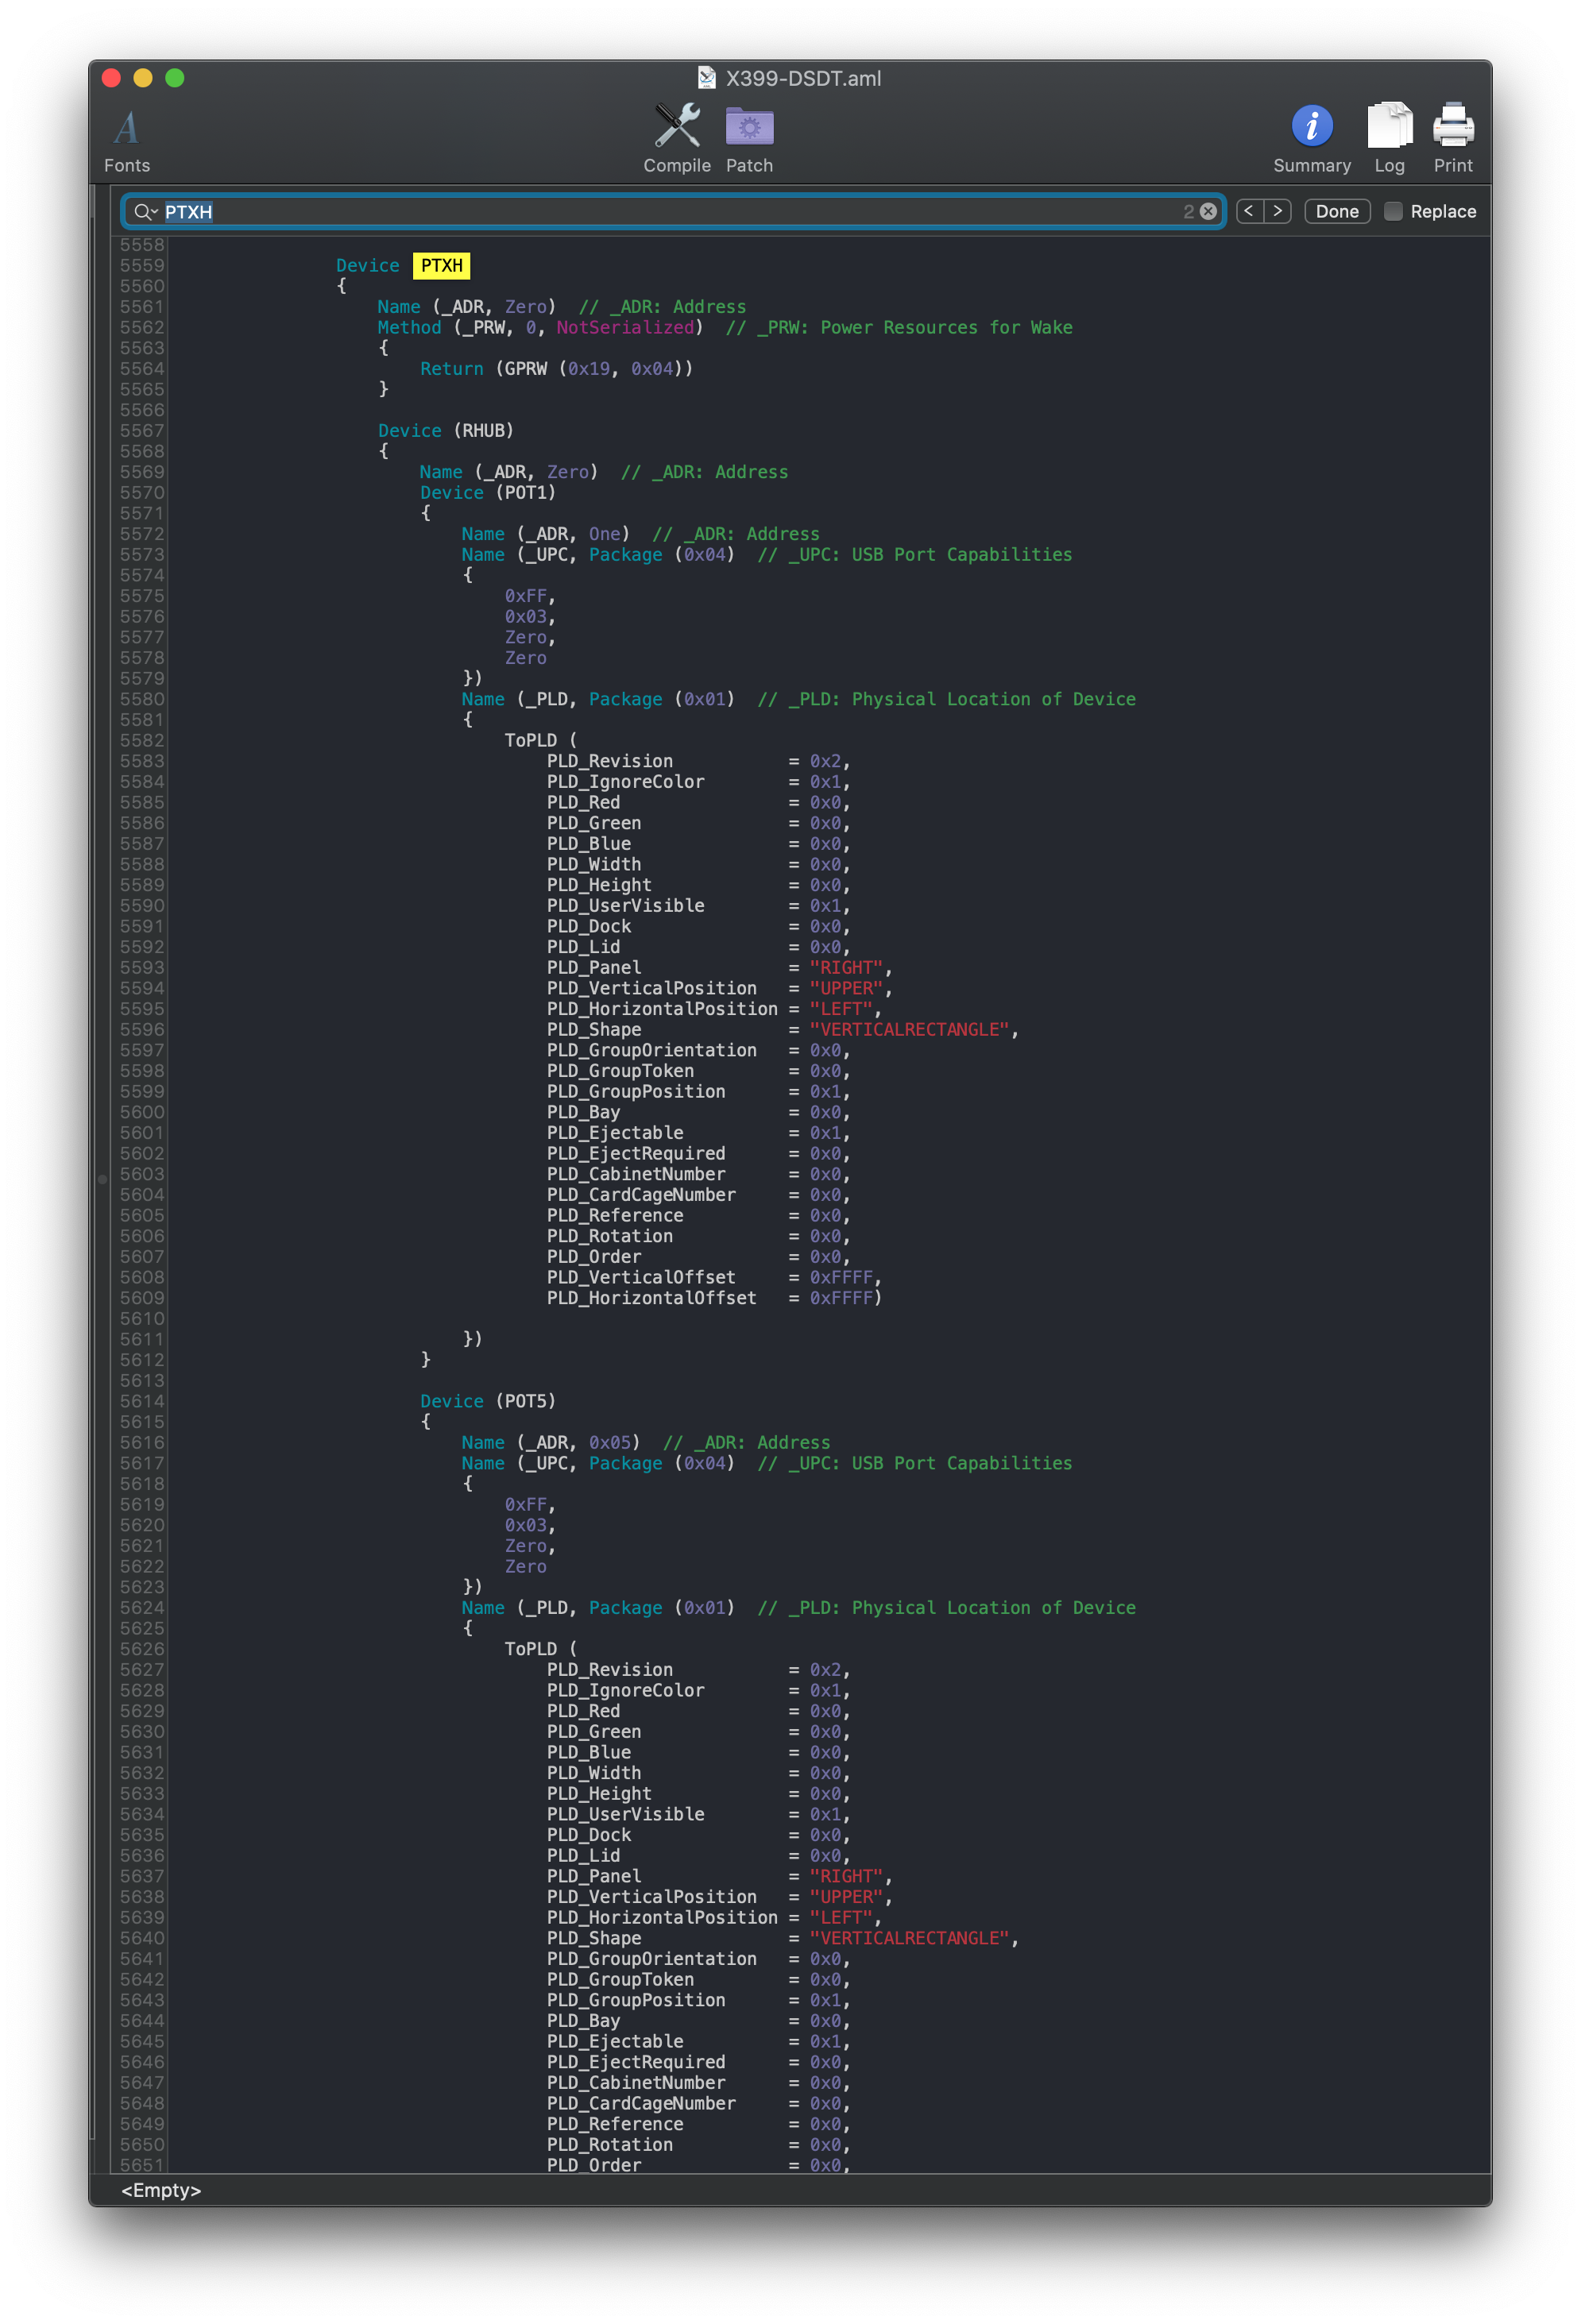 X399-DSDT.aml
Fonts
Compile
Patch
Summary
Log
Print
PTXH
2
<
>
Done
Replace
5558
5559 Device PTXH
5560 {
5561 Name (_ADR, Zero) // _ADR: Address
5562 Method (_PRW, 0, NotSerialized) // _PRW: Power Resources for Wake
5563 {
5564 Return (GPRW (0x19, 0x04))
5565 }
5566
5567 Device (RHUB)
5568 {
5569 Name (_ADR, Zero) // _ADR: Address
5570 Device (POT1)
5571 {
5572 Name (_ADR, One) // _ADR: Address
5573 Name (_UPC, Package (0x04) // _UPC: USB Port Capabilities
5574 {
5575 0xFF,
5576 0x03,
5577 Zero,
5578 Zero
5579 })
5580 Name (_PLD, Package (0x01) // _PLD: Physical Location of Device
5581 {
5582 ToPLD (
5583 PLD_Revision = 0x2,
5584 PLD_IgnoreColor = 0x1,
5585 PLD_Red = 0x0,
5586 PLD_Green = 0x0,
5587 PLD_Blue = 0x0,
5588 PLD_Width = 0x0,
5589 PLD_Height = 0x0,
5590 PLD_UserVisible = 0x1,
5591 PLD_Dock = 0x0,
5592 PLD_Lid = 0x0,
5593 PLD_Panel = "RIGHT",
5594 PLD_VerticalPosition = "UPPER",
5595 PLD_HorizontalPosition = "LEFT",
5596 PLD_Shape = "VERTICALRECTANGLE",
5597 PLD_GroupOrientation = 0x0,
5598 PLD_GroupToken = 0x0,
5599 PLD_GroupPosition = 0x1,
5600 PLD_Bay = 0x0,
5601 PLD_Ejectable = 0x1,
5602 PLD_EjectRequired = 0x0,
5603 PLD_CabinetNumber = 0x0,
5604 PLD_CardCageNumber = 0x0,
5605 PLD_Reference = 0x0,
5606 PLD_Rotation = 0x0,
5607 PLD_Order = 0x0,
5608 PLD_VerticalOffset = 0xFFFF,
5609 PLD_HorizontalOffset = 0xFFFF)
5610
5611 })
5612 }
5613
5614 Device (POT5)
5615 {
5616 Name (_ADR, 0x05) // _ADR: Address
5617 Name (_UPC, Package (0x04) // _UPC: USB Port Capabilities
5618 {
5619 0xFF,
5620 0x03,
5621 Zero,
5622 Zero
5623 })
5624 Name (_PLD, Package (0x01) // _PLD: Physical Location of Device
5625 {
5626 ToPLD (
5627 PLD_Revision = 0x2,
5628 PLD_IgnoreColor = 0x1,
5629 PLD_Red = 0x0,
5630 PLD_Green = 0x0,
5631 PLD_Blue = 0x0,
5632 PLD_Width = 0x0,
5633 PLD_Height = 0x0,
5634 PLD_UserVisible = 0x1,
5635 PLD_Dock = 0x0,
5636 PLD_Lid = 0x0,
5637 PLD_Panel = "RIGHT",
5638 PLD_VerticalPosition = "UPPER",
5639 PLD_HorizontalPosition = "LEFT",
5640 PLD_Shape = "VERTICALRECTANGLE",
5641 PLD_GroupOrientation = 0x0,
5642 PLD_GroupToken = 0x0,
5643 PLD_GroupPosition = 0x1,
5644 PLD_Bay = 0x0,
5645 PLD_Ejectable = 0x1,
5646 PLD_EjectRequired = 0x0,
5647 PLD_CabinetNumber = 0x0,
5648 PLD_CardCageNumber = 0x0,
5649 PLD_Reference = 0x0,
5650 PLD_Rotation = 0x0,
5651 PLD_Order = 0x0,
<Empty>